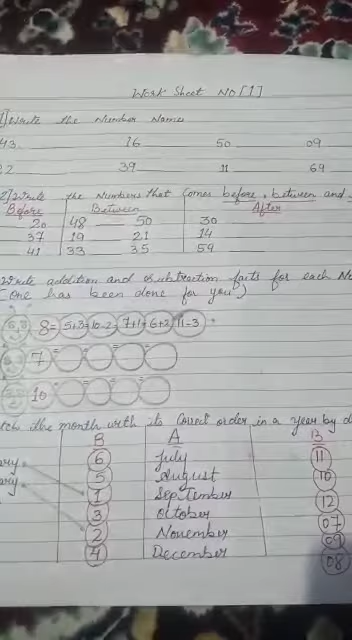 Work Sheet NO [1]
1] Write the Number Names
43 16 50 09
22 39 11 69
2] Write the Numbers that comes before, between and
Before Between After
20 48 50 30
37 19 21 14
41 33 35 59
Write addition and subtraction facts for each
(One has been done for you)
8 = 5+3 = 10-2 = 7+1 = 6+2 11-3
7 = = = =
10 = = = =
the month with its Correct order in a year by
B A B
6 July 11
5 August 10
1 September 12
3 October 07
2 November 09
4 December 08